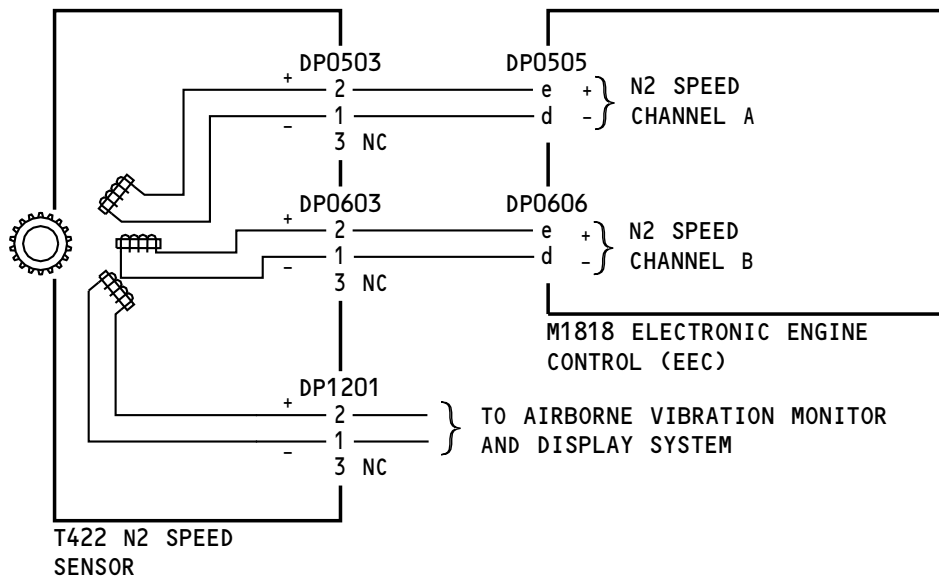 DP0503
DP0505
+ 2 e + N2 SPEED
- 1 d - CHANNEL A
3 NC
DP0603
DP0606
+ 2 e + N2 SPEED
- 1 d - CHANNEL B
3 NC
M1818 ELECTRONIC ENGINE
CONTROL (EEC)
DP1201
+ 2 TO AIRBORNE VIBRATION MONITOR
- 1 AND DISPLAY SYSTEM
3 NC
T422 N2 SPEED
SENSOR